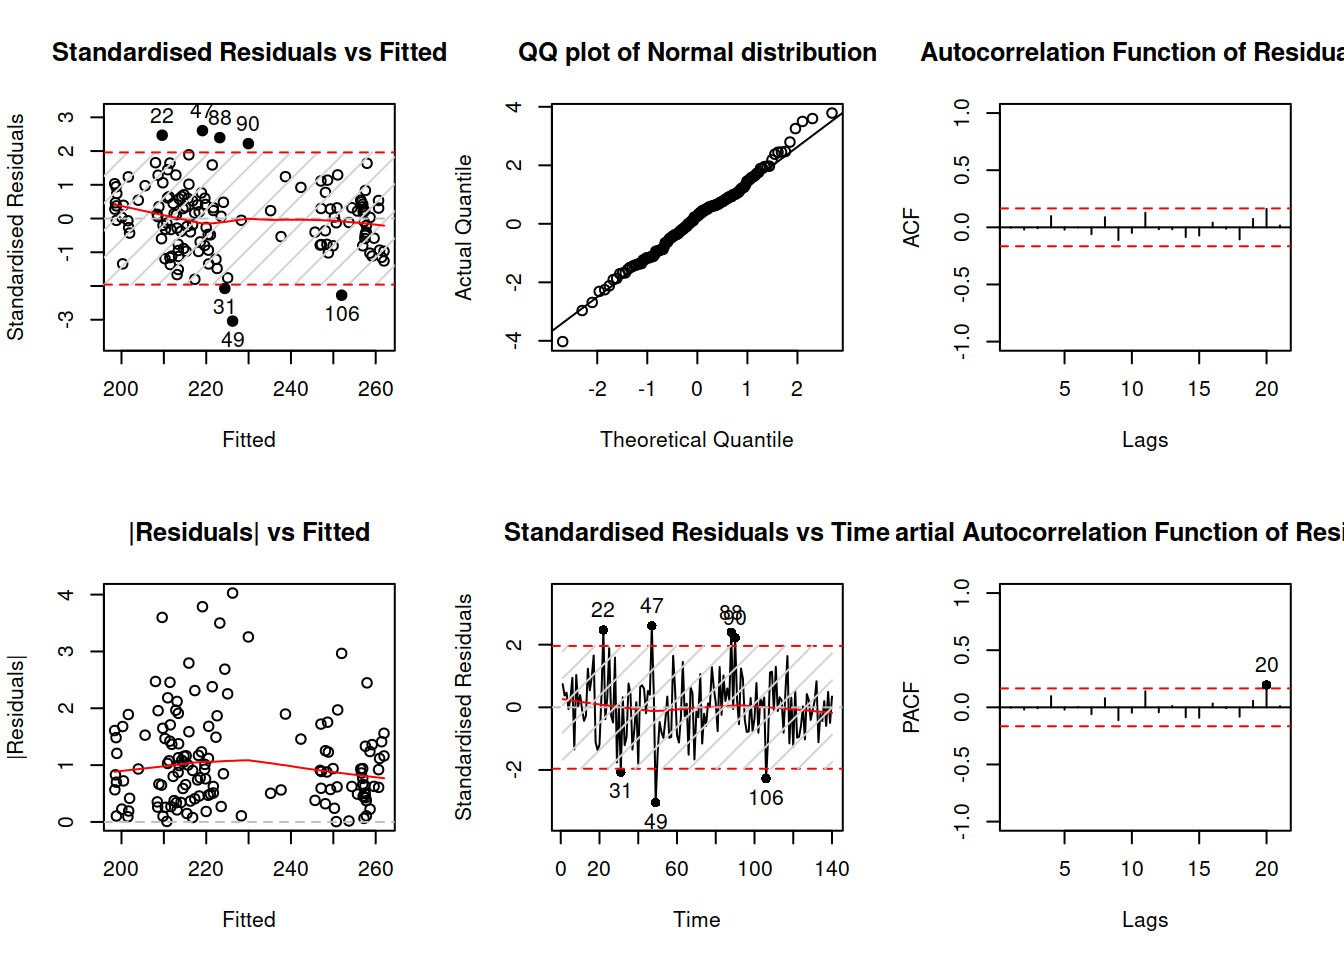 Standardised Residuals vs Fitted
Standardised Residuals
3
2
1
0
-1
-3
22
47
88
90
31
49
106
200 220 240 260
Fitted
QQ plot of Normal distribution
Actual Quantile
4
2
0
-2
-4
-2 -1 0 1 2
Theoretical Quantile
Autocorrelation Function of Residua
ACF
1.0
0.5
0.0
-0.5
-1.0
5 10 15 20
Lags
|Residuals| vs Fitted
|Residuals|
4
3
2
1
0
200 220 240 260
Fitted
Standardised Residuals vs Time
Standardised Residuals
2
0
-2
22
47
88
90
31
49
106
0 20 60 100 140
Time
artial Autocorrelation Function of Resi
PACF
1.0
0.5
0.0
-0.5
-1.0
20
5 10 15 20
Lags